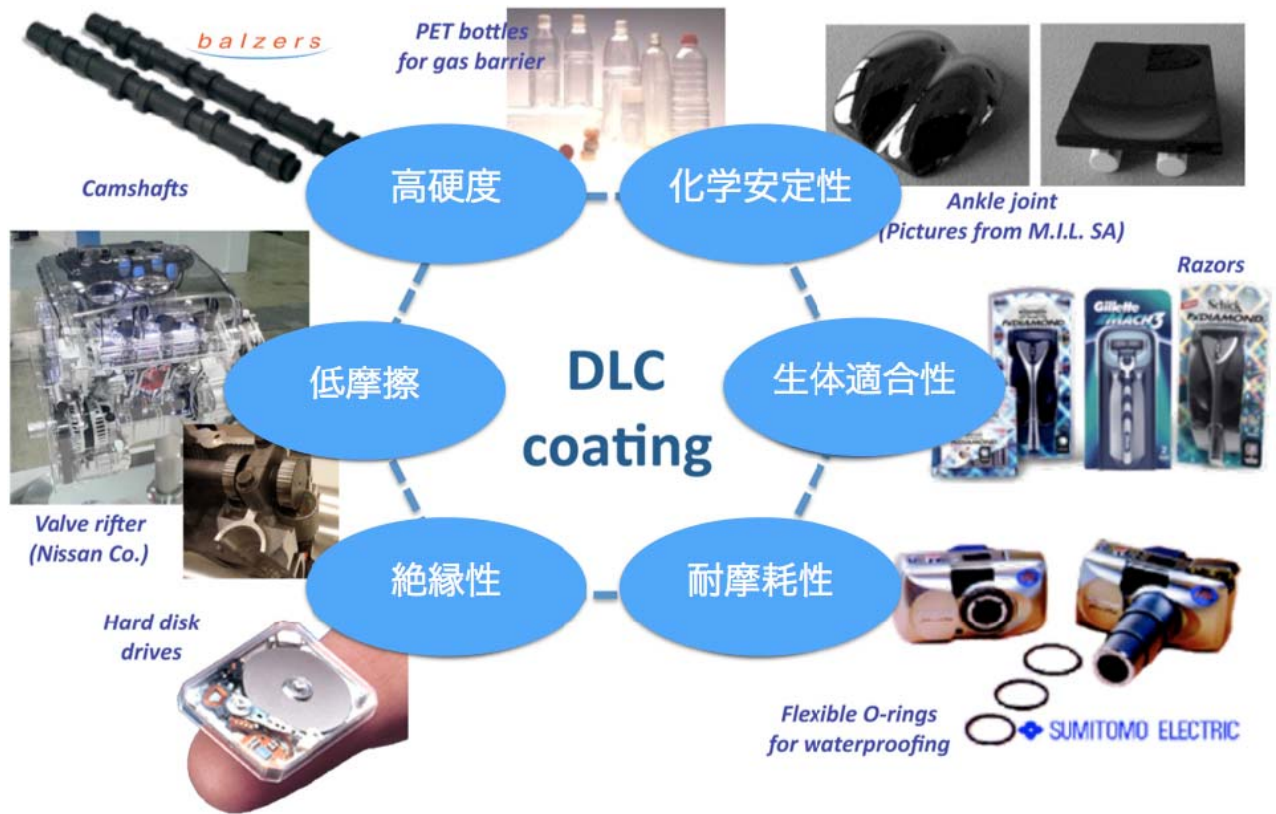 balzers
PET bottles
for gas barrier
高硬度
化学安定性
Camshafts
Ankle joint
(Pictures from M.I.L. SA)
Razors
Gillette
MACH3
Schick
FXDIAMOND
FXDIAMOND
低摩擦
DLC
coating
生体適合性
Valve rifter
(Nissan Co.)
絶縁性
耐摩耗性
Hard disk
drives
Flexible O-rings
for waterproofing
SUMITOMO ELECTRIC